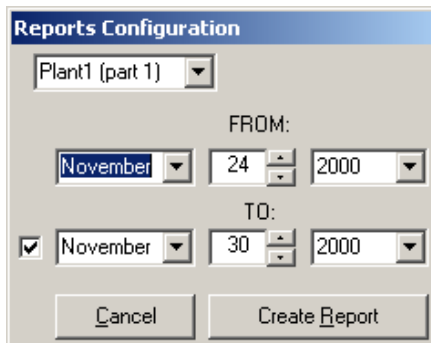 Reports Configuration
Plant1 (part 1)
FROM:
November 24 2000
TO:
November 30 2000
Cancel Create Report